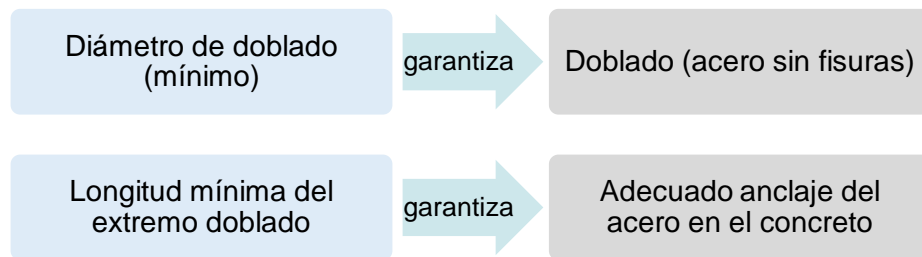 Diámetro de doblado
(mínimo)
garantiza
Doblado (acero sin fisuras)
Longitud mínima del
extremo doblado
garantiza
Adecuado anclaje del
acero en el concreto